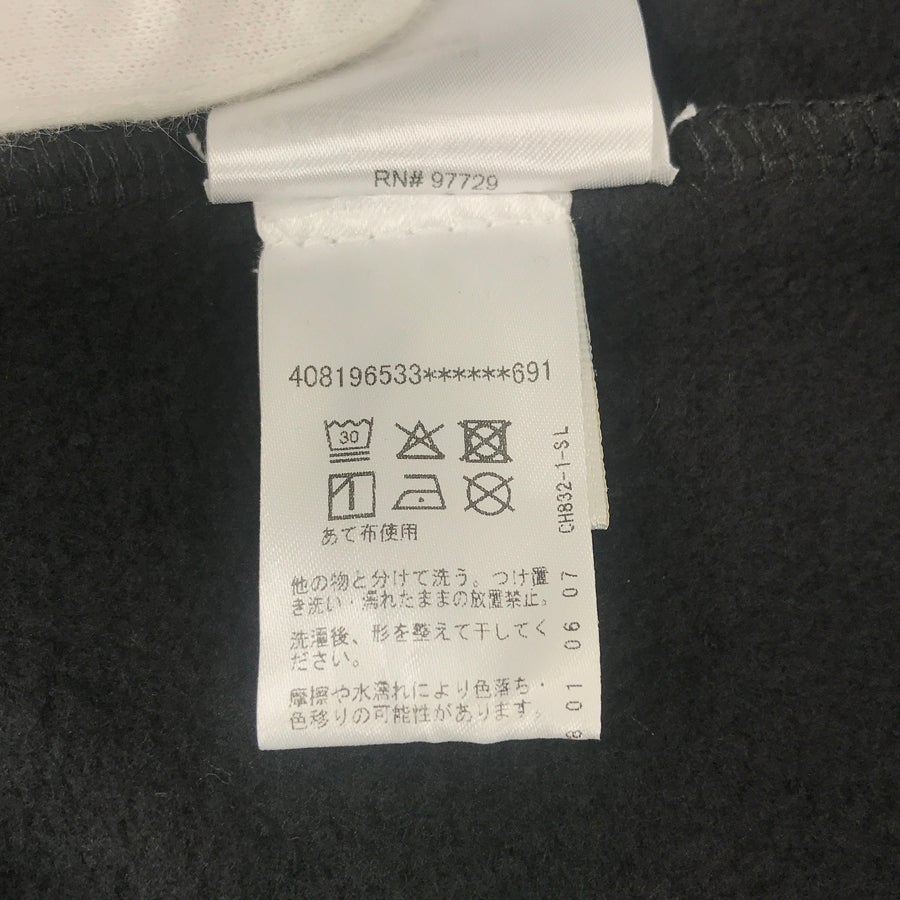 RN# 97729
408196533******691
30
あて布使用
他の物と分けて洗う。つけ置
き洗い・濡れたままの放置禁止。
洗濯後、形を整えて干してく
ださい。
摩擦や水濡れにより色落ち・
色移りの可能性があります。
CH832-1-SL
8 01 06 07